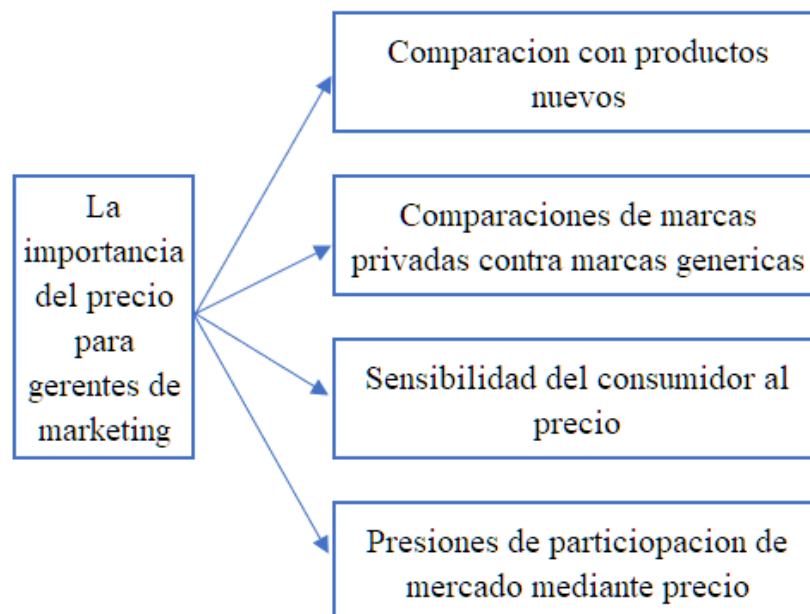 La
importancia
del precio
para
gerentes de
marketing
Comparacion con productos
nuevos
Comparaciones de marcas
privadas contra marcas genericas
Sensibilidad del consumidor al
precio
Presiones de particiopacion de
mercado mediante precio